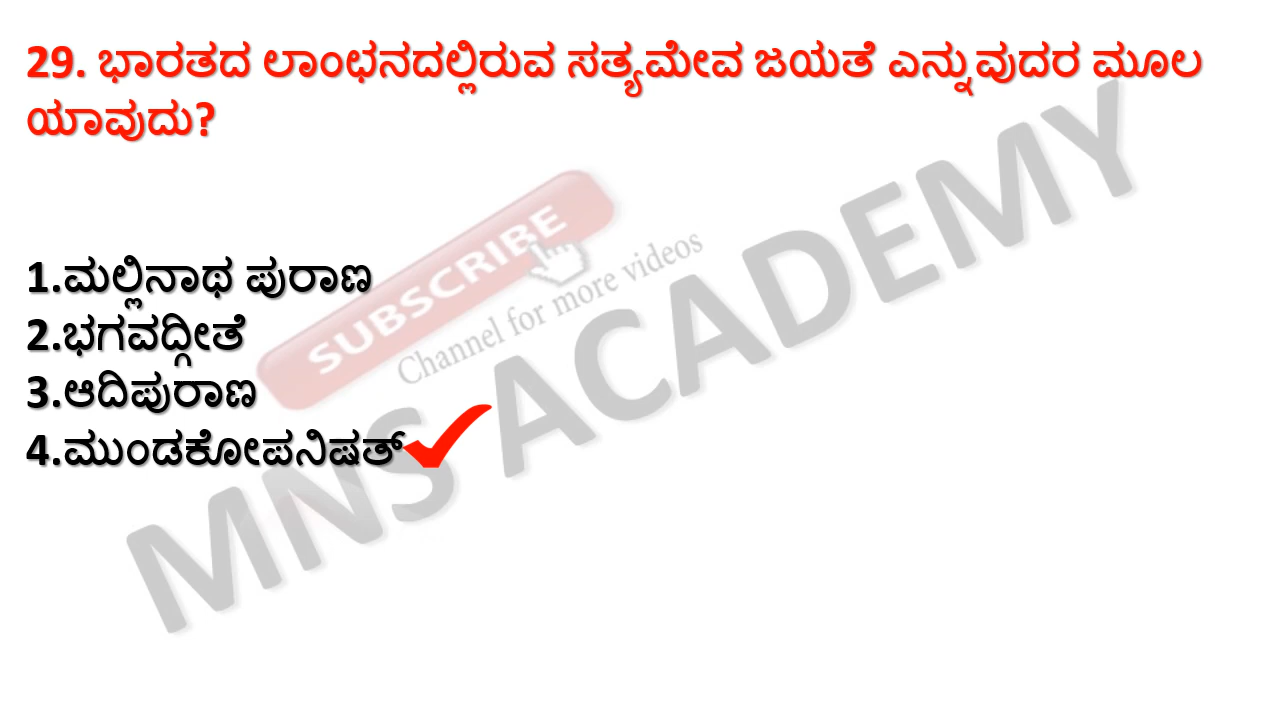 29. ಭಾರತದ ಲಾಂಛನದಲ್ಲಿರುವ ಸತ್ಯಮೇವ ಜಯತೆ ಎನ್ನುವುದರ ಮೂಲ
ಯಾವುದು?
1.ಮಲ್ಲಿನಾಥ ಪುರಾಣ
2.ಭಗವದ್ಗೀತೆ
3.ಆದಿಪುರಾಣ
4.ಮುಂಡಕೋಪನಿಷತ್
SUBSCRIBE
Channel for more videos
MNS ACADEMY